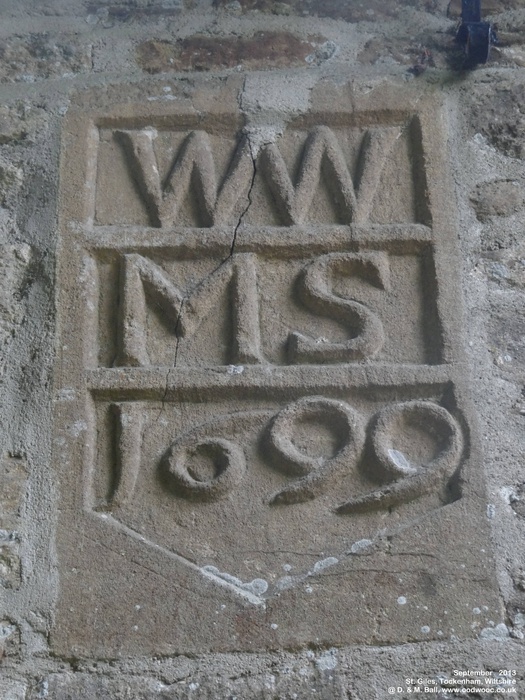 WW
MS
1699
September 2013
St. Giles, Tockenham, Wiltshire
@ D. & M. Ball, www.oodwooc.co.uk